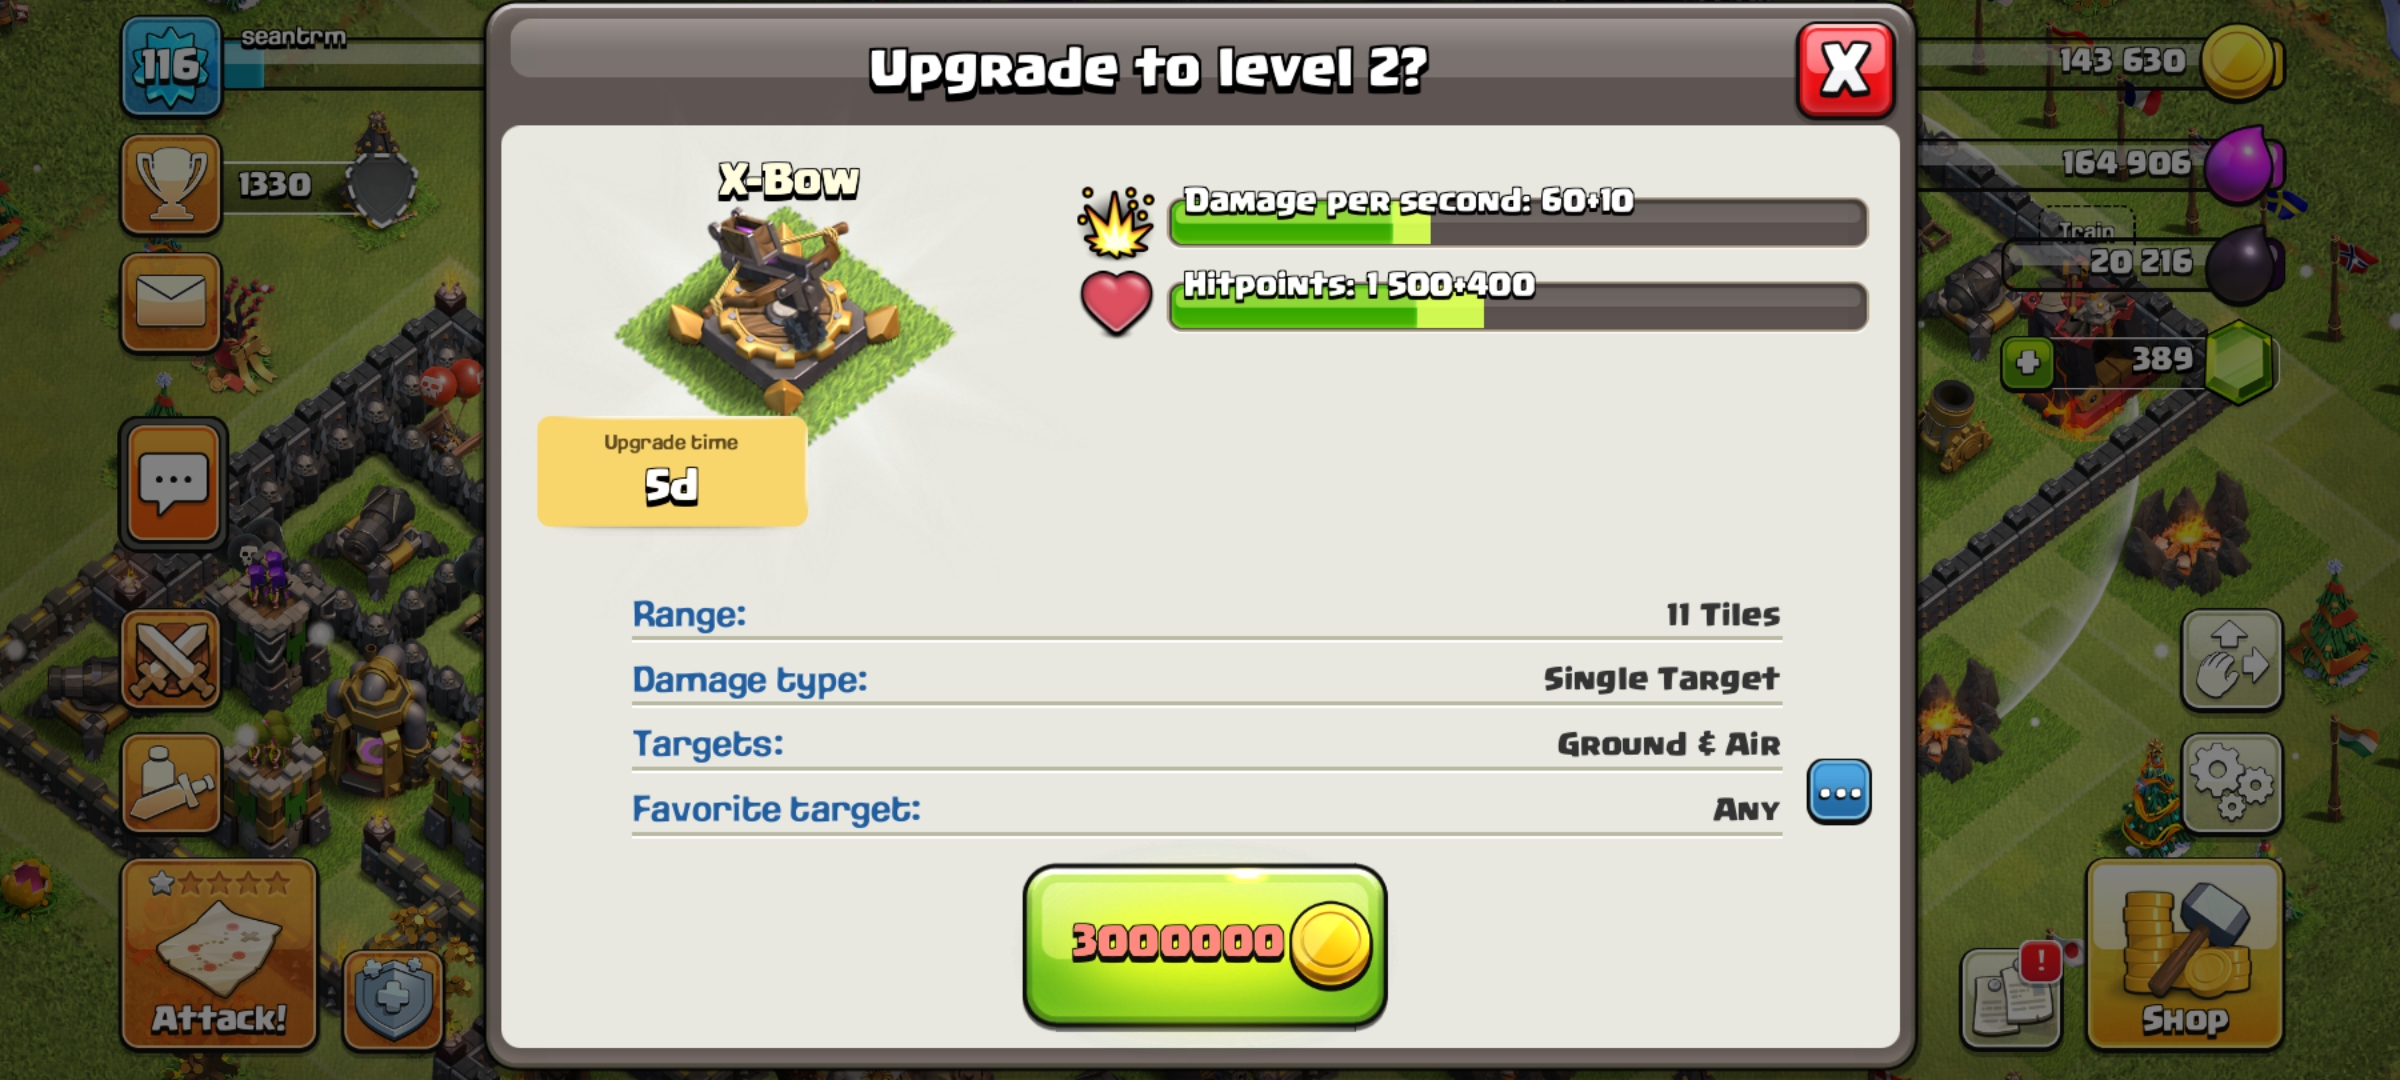 116
seantrm
1330
Attack!
Upgrade to level 2?
X
X-Bow
Upgrade time
5d
Damage per second: 60+10
Hitpoints: 1 500+400
Range: 11 Tiles
Damage type: Single Target
Targets: Ground & Air
Favorite target: Any
3000000
143 630
164 906
Train
20 216
389
!
Shop